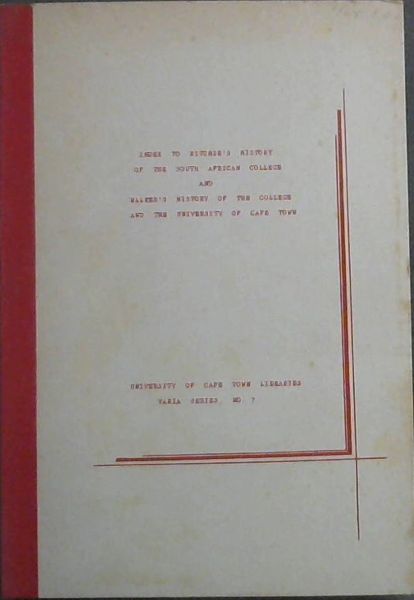 INDEX TO RITCHIE'S HISTORY
OF THE SOUTH AFRICAN COLLEGE
AND
WALKER'S HISTORY OF THE COLLEGE
AND THE UNIVERSITY OF CAPE TOWN
UNIVERSITY OF CAPE TOWN LIBRARIES
VARIA SERIES NO 7